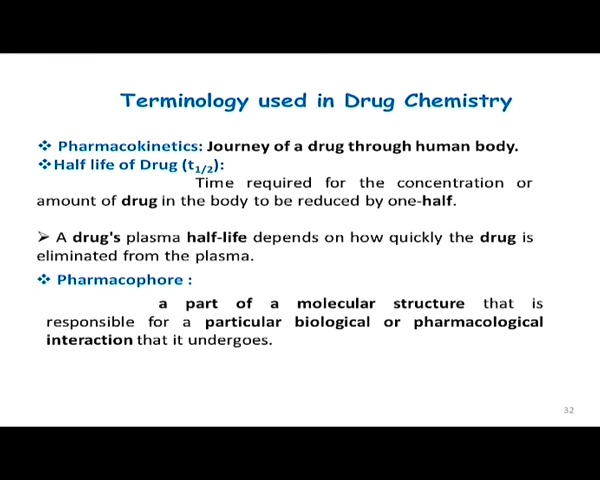 Terminology used in Drug Chemistry
❖ Pharmacokinetics: Journey of a drug through human body.
❖Half life of Drug (t1/2):
Time required for the concentration or
amount of drug in the body to be reduced by one-half.
➢ A drug's plasma half-life depends on how quickly the drug is
eliminated from the plasma.
❖ Pharmacophore :
a part of a molecular structure that is
responsible for a particular biological or pharmacological
interaction that it undergoes.
32